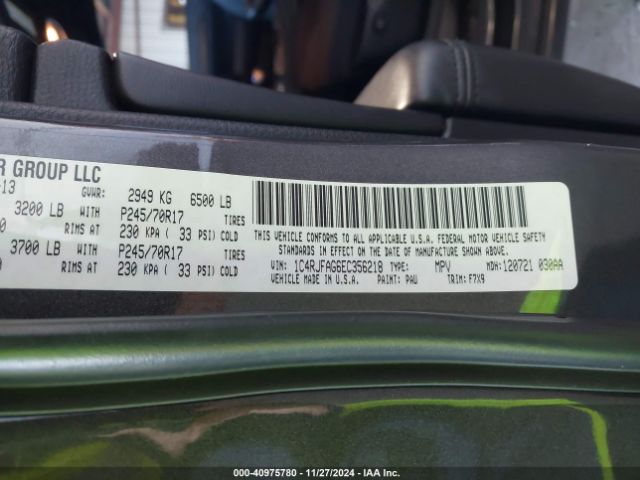 R GROUP LLC
-13 GVWR: 2949 KG 6500 LB
3200 LB WITH P245/70R17 TIRES
0 RIMS AT 230 KPA ( 33 PSI) COLD
3700 LB WITH P245/70R17 TIRES
RIMS AT 230 KPA ( 33 PSI) COLD
THIS VEHICLE CONFORMS TO ALL APPLICABLE U.S.A. FEDERAL MOTOR VEHICLE SAFETY
STANDARDS IN EFFECT ON THE DATE OF MANUFACTURE SHOWN ABOVE.
VIN: 1C4RJFAG6EC356218 TYPE: MPV MDH: 120721 030AA
VEHICLE MADE IN U.S.A. PAINT: PAU TRIM: F7X9
000-40975780 — 11/27/2024 — IAA Inc.